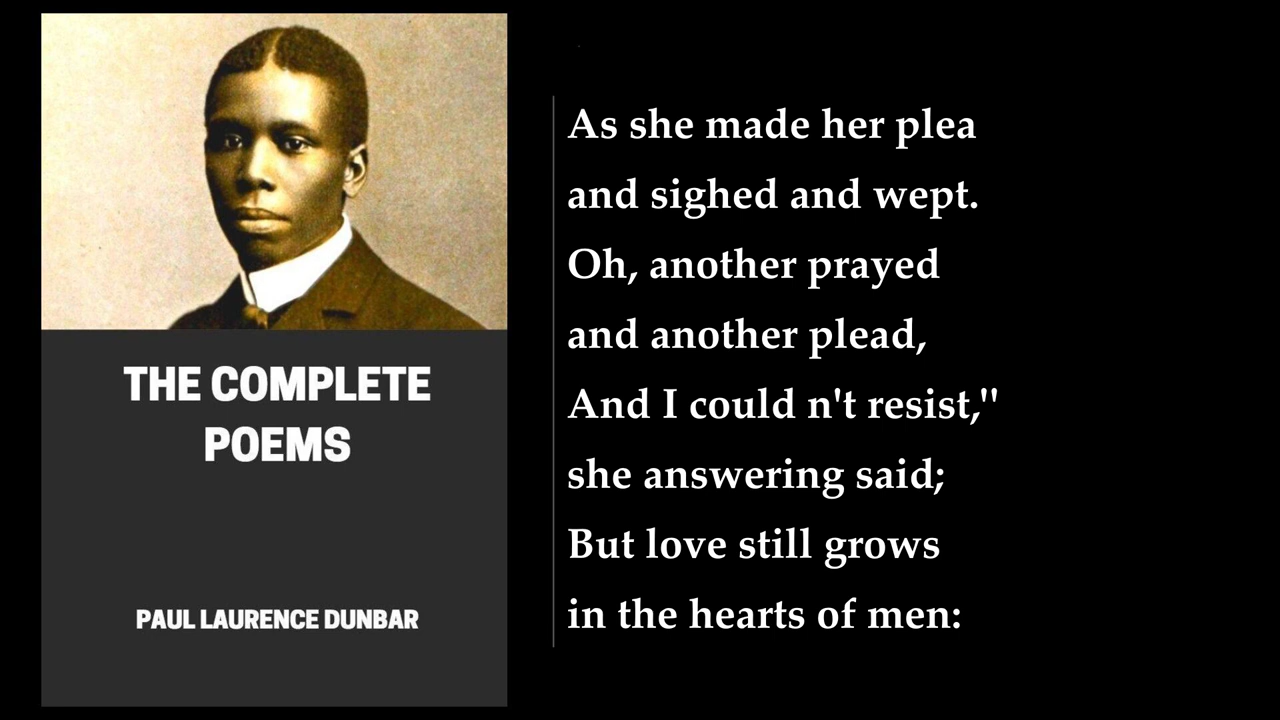 THE COMPLETE
POEMS
PAUL LAURENCE DUNBAR
As she made her plea
and sighed and wept.
Oh, another prayed
and another plead,
And I could n't resist,"
she answering said;
But love still grows
in the hearts of men: